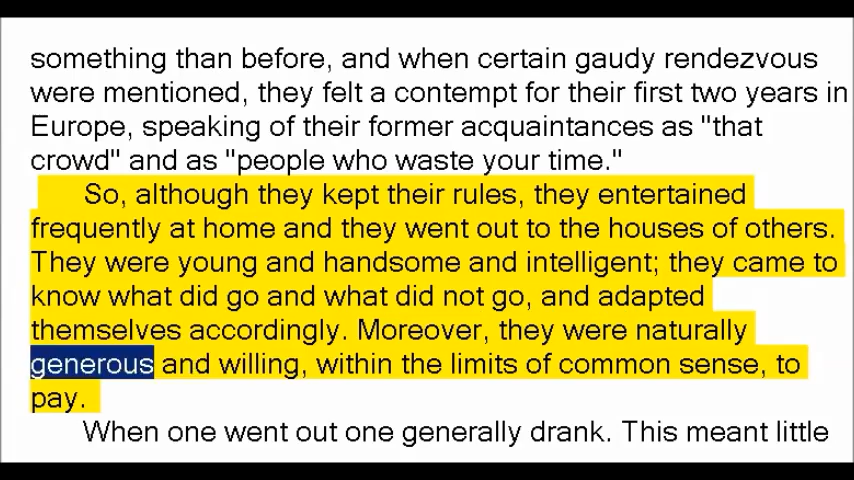 something than before, and when certain gaudy rendezvous
were mentioned, they felt a contempt for their first two years in
Europe, speaking of their former acquaintances as "that
crowd" and as "people who waste your time."
So, although they kept their rules, they entertained
frequently at home and they went out to the houses of others.
They were young and handsome and intelligent; they came to
know what did go and what did not go, and adapted
themselves accordingly. Moreover, they were naturally
generous and willing, within the limits of common sense, to
pay.
When one went out one generally drank. This meant little